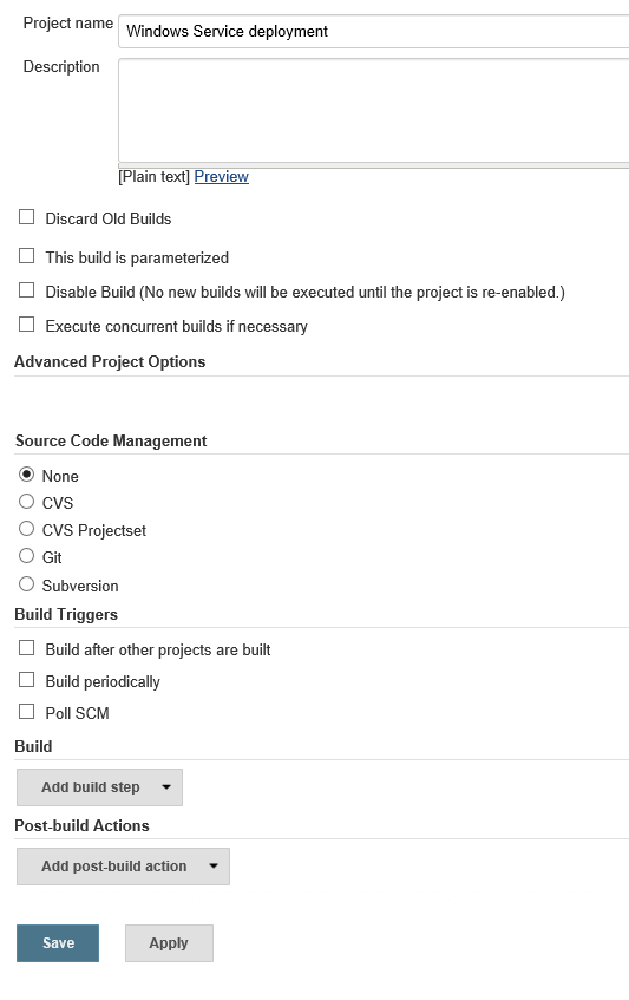 Project name Windows Service deployment
Description
[Plain text] Preview
Discard Old Builds
This build is parameterized
Disable Build (No new builds will be executed until the project is re-enabled.)
Execute concurrent builds if necessary
Advanced Project Options
Source Code Management
None
CVS
CVS Projectset
Git
Subversion
Build Triggers
Build after other projects are built
Build periodically
Poll SCM
Build
Add build step
Post-build Actions
Add post-build action
Save Apply